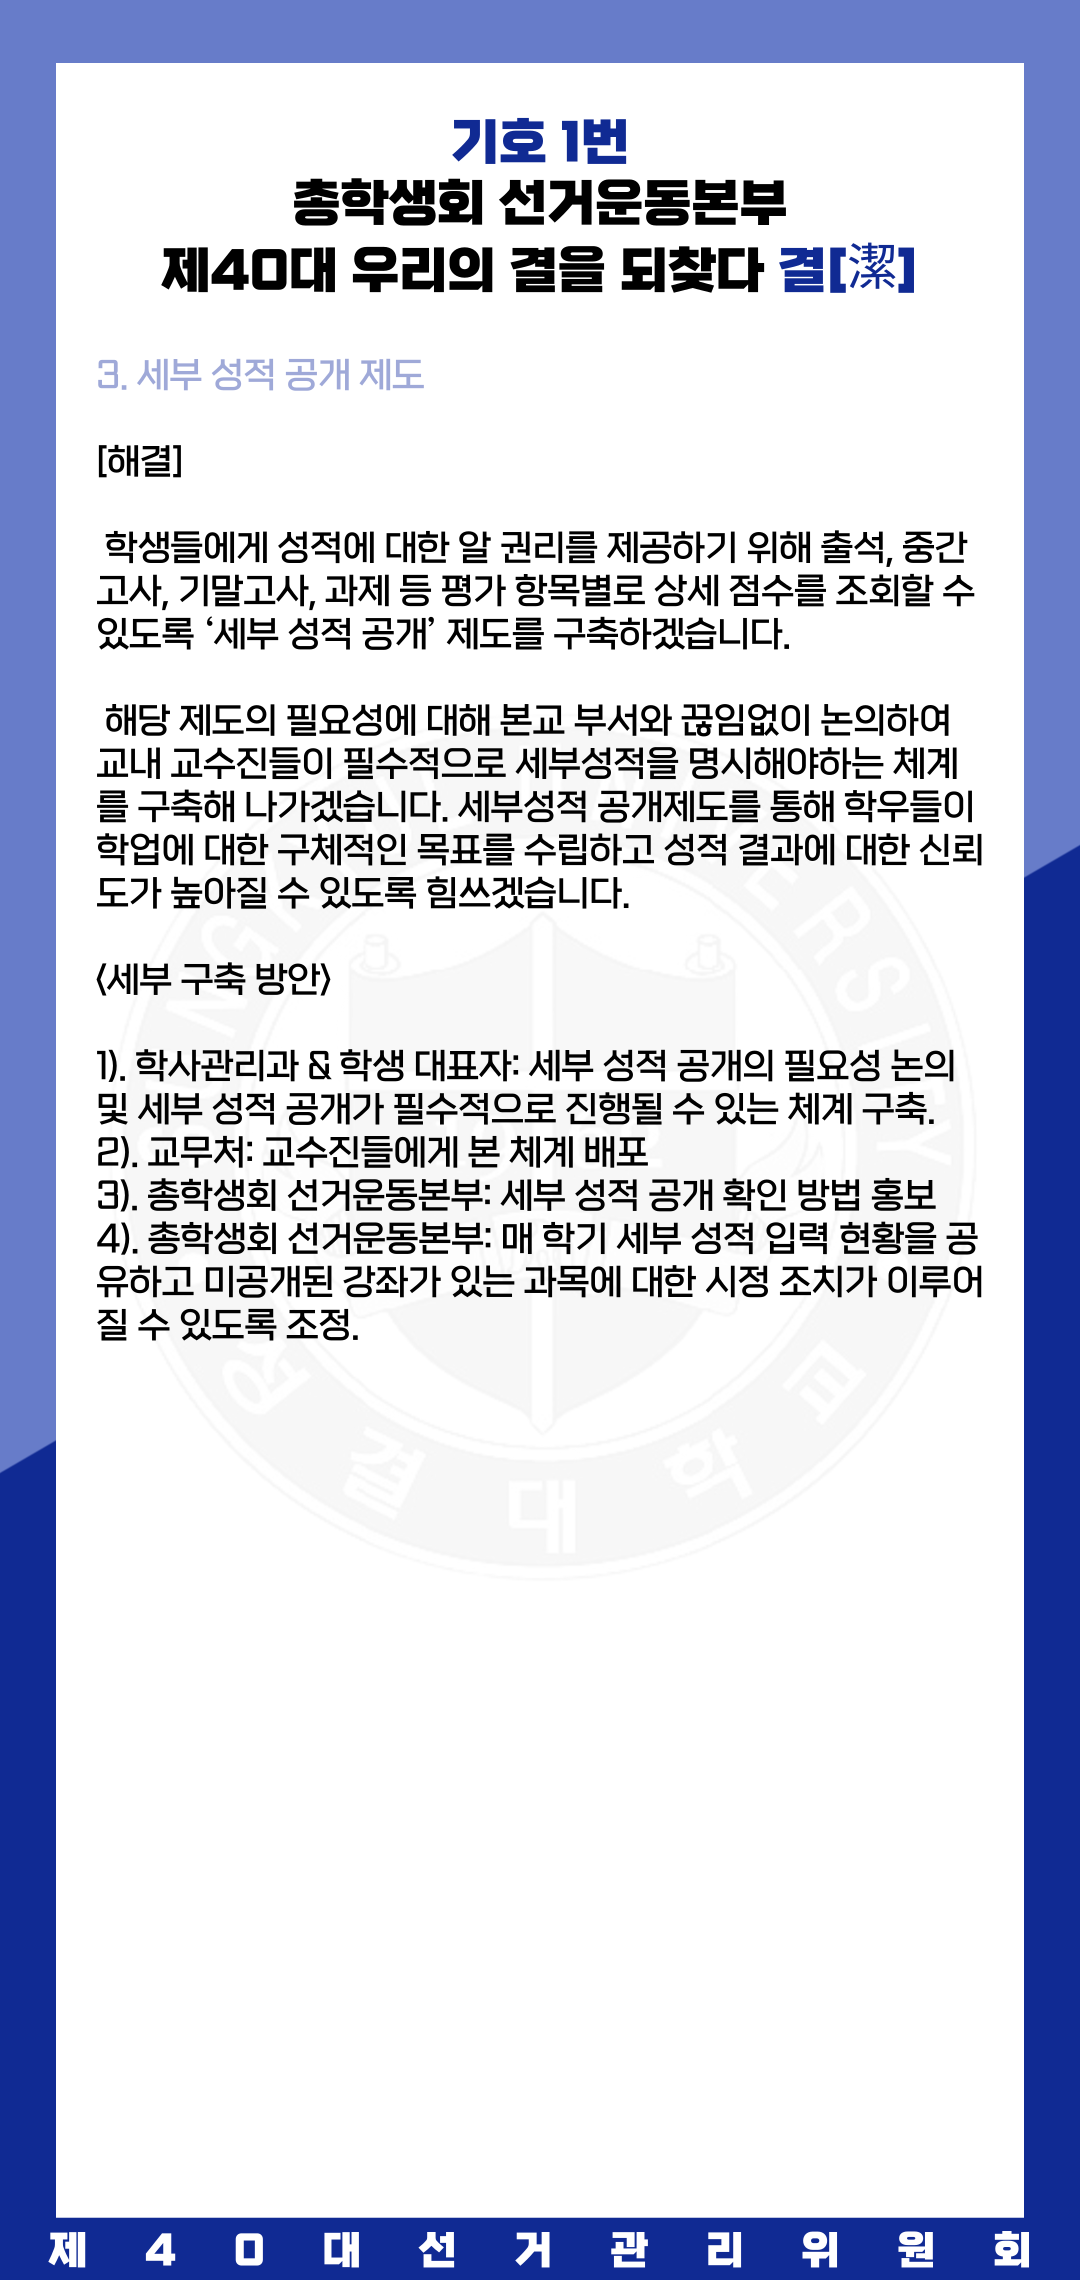 기호 1번
총학생회 선거운동본부
제40대 우리의 결을 되찾다 결[潔]
3. 세부 성적 공개 제도
[해결]
학생들에게 성적에 대한 알 권리를 제공하기 위해 출석, 중간
고사, 기말고사, 과제 등 평가 항목별로 상세 점수를 조회할 수
있도록 ‘세부 성적 공개’ 제도를 구축하겠습니다.
해당 제도의 필요성에 대해 본교 부서와 끊임없이 논의하여
교내 교수진들이 필수적으로 세부성적을 명시해야하는 체계
를 구축해 나가겠습니다. 세부성적 공개제도를 통해 학우들이
학업에 대한 구체적인 목표를 수립하고 성적 결과에 대한 신뢰
도가 높아질 수 있도록 힘쓰겠습니다.
<세부 구축 방안>
1). 학사관리과 & 학생 대표자: 세부 성적 공개의 필요성 논의
및 세부 성적 공개가 필수적으로 진행될 수 있는 체계 구축.
2). 교무처: 교수진들에게 본 체계 배포
3). 총학생회 선거운동본부: 세부 성적 공개 확인 방법 홍보
4). 총학생회 선거운동본부: 매 학기 세부 성적 입력 현황을 공
유하고 미공개된 강좌가 있는 과목에 대한 시정 조치가 이루어
질 수 있도록 조정.
성결대학교
제40대선거관리위원회